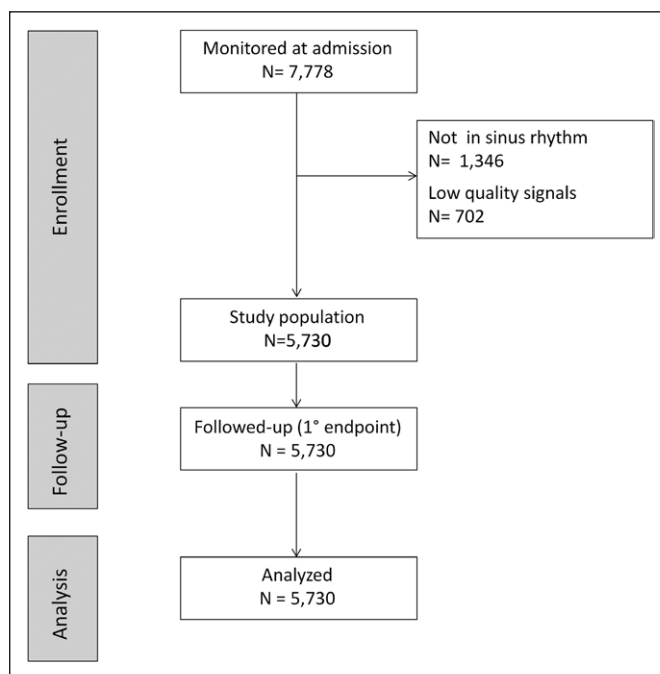 Enrollment
Monitored at admission
N= 7,778
Not in sinus rhythm
N= 1,346
Low quality signals
N= 702
Study population
N=5,730
Follow-up
Followed-up (1° endpoint)
N = 5,730
Analysis
Analyzed
N = 5,730